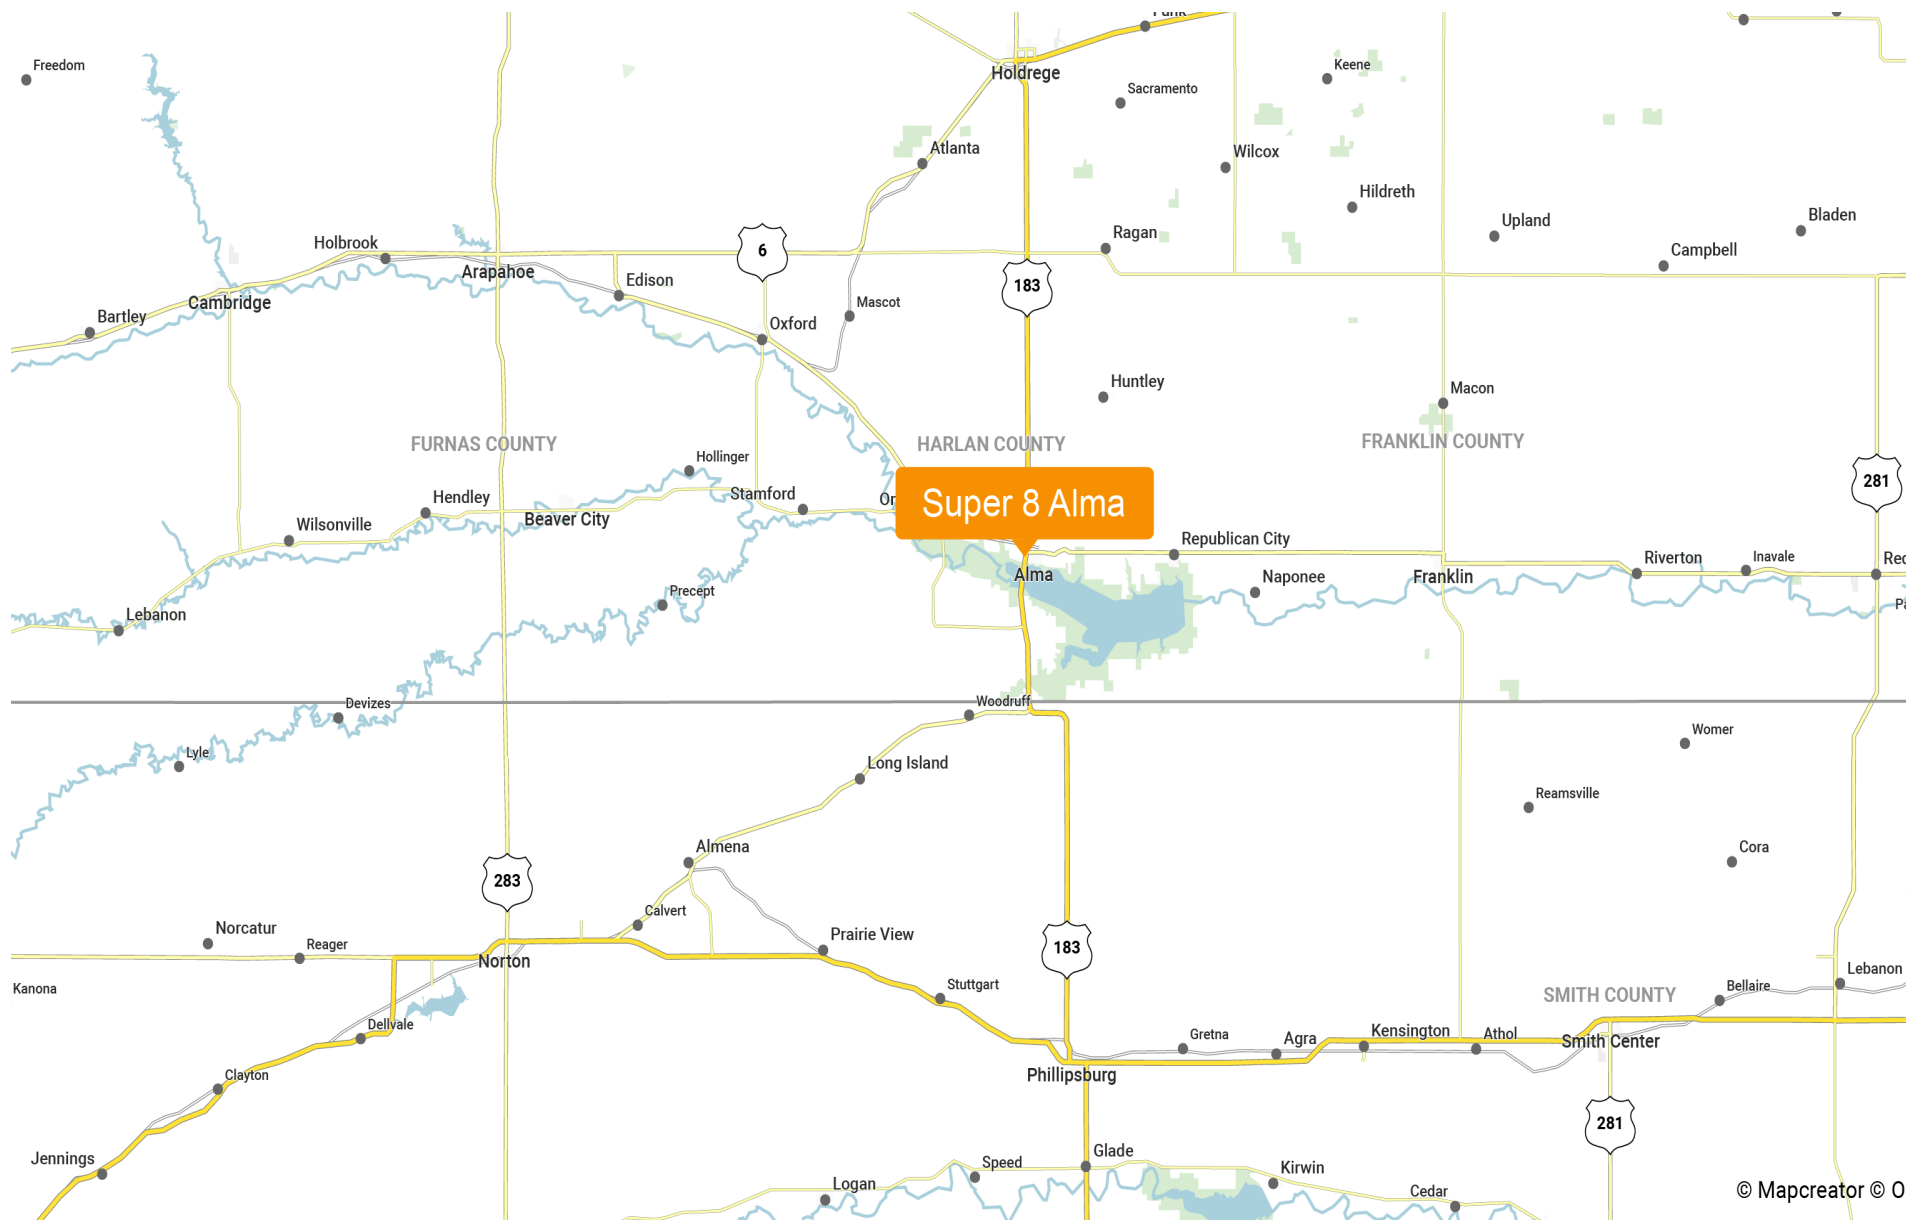 Funk
Freedom
Holdrege
Keene
Sacramento
Atlanta
Wilcox
Hildreth
Upland
Bladen
Holbrook
6
Ragan
Campbell
Arapahoe
Edison
183
Cambridge
Mascot
Bartley
Oxford
Huntley
Macon
FURNAS COUNTY
HARLAN COUNTY
FRANKLIN COUNTY
Hollinger
281
Hendley
Stamford
Or
Super 8 Alma
Wilsonville
Beaver City
Republican City
Riverton
Inavale
Red
Alma
Naponee
Franklin
Precept
Lebanon
Pa
Devizes
Woodruff
Womer
Lyle
Long Island
Reamsville
Almena
Cora
283
Calvert
Norcatur
Reager
Prairie View
183
Norton
Kanona
Stuttgart
SMITH COUNTY
Lebanon
Bellaire
Dellvale
Gretna
Agra
Kensington
Athol
Smith Center
Clayton
Phillipsburg
281
Jennings
Glade
Speed
Kirwin
Logan
Cedar
© Mapcreator © O